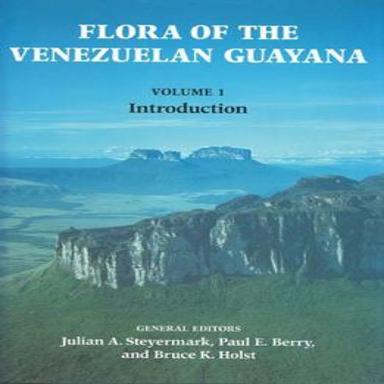 FLORA OF THE
VENEZUELAN GUAYANA
VOLUME 1
Introduction
GENERAL EDITORS
Julian A. Steyermark, Paul E. Berry,
and Bruce K. Holst